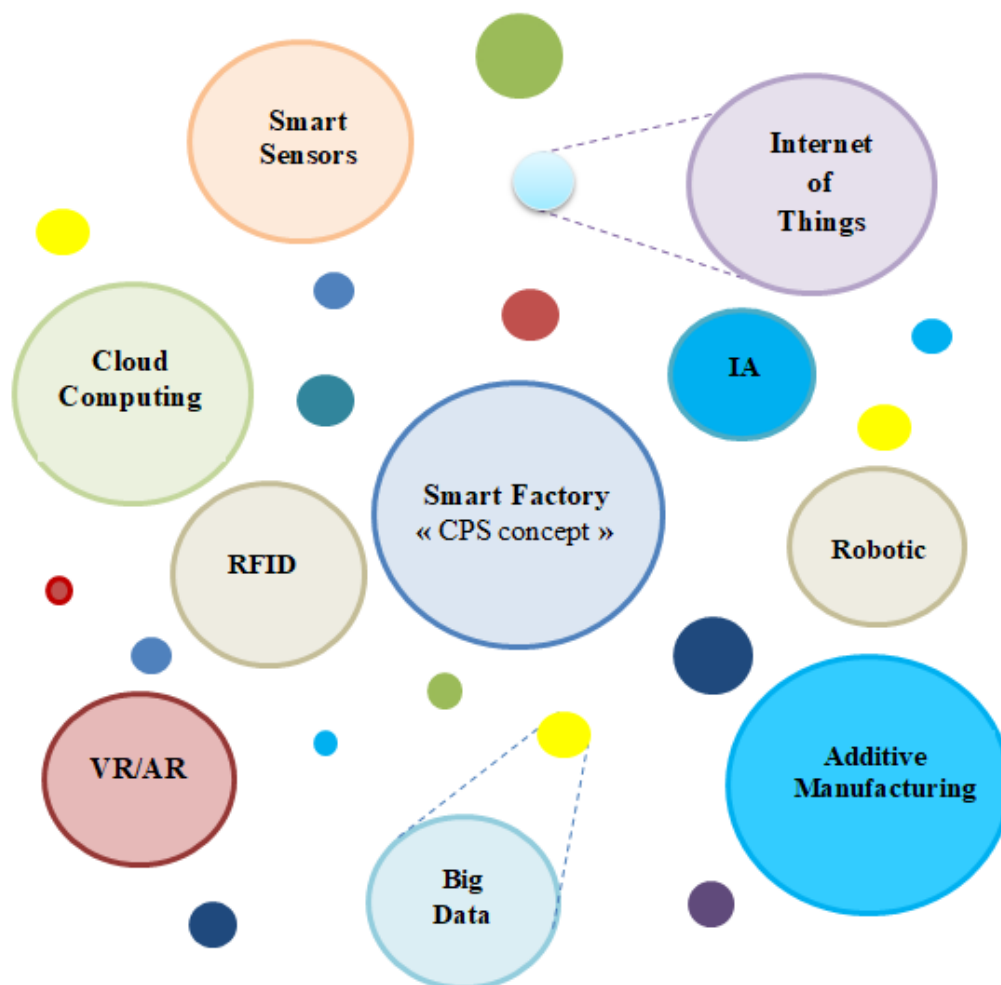 Smart
Sensors
Internet
of
Things
Cloud
Computing
IA
Smart Factory
« CPS concept »
RFID
Robotic
VR/AR
Additive
Manufacturing
Big
Data